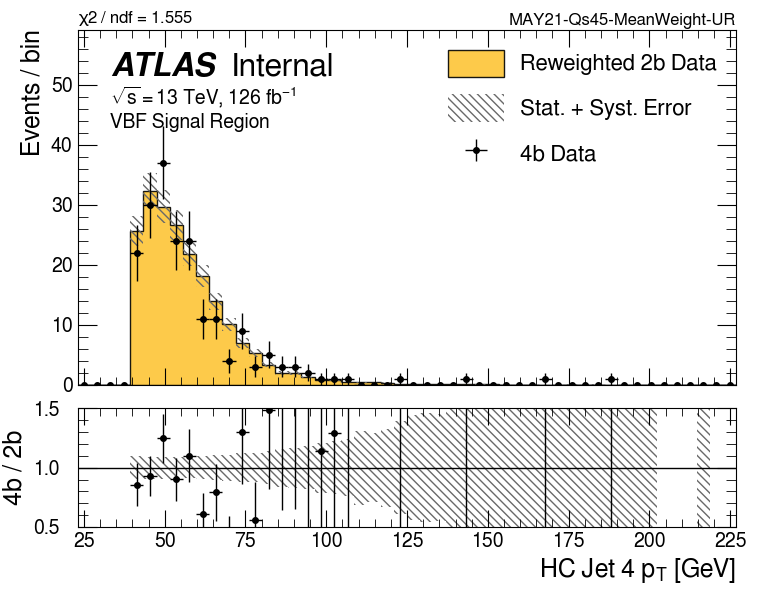 χ2 / ndf = 1.555
MAY21-Qs45-MeanWeight-UR
ATLAS Internal
√s = 13 TeV, 126 fb⁻¹
VBF Signal Region
Reweighted 2b Data
Stat. + Syst. Error
4b Data
Events / bin
50
40
30
20
10
0
4b / 2b
1.5
1.0
0.5
25 50 75 100 125 150 175 200 225
HC Jet 4 pT [GeV]